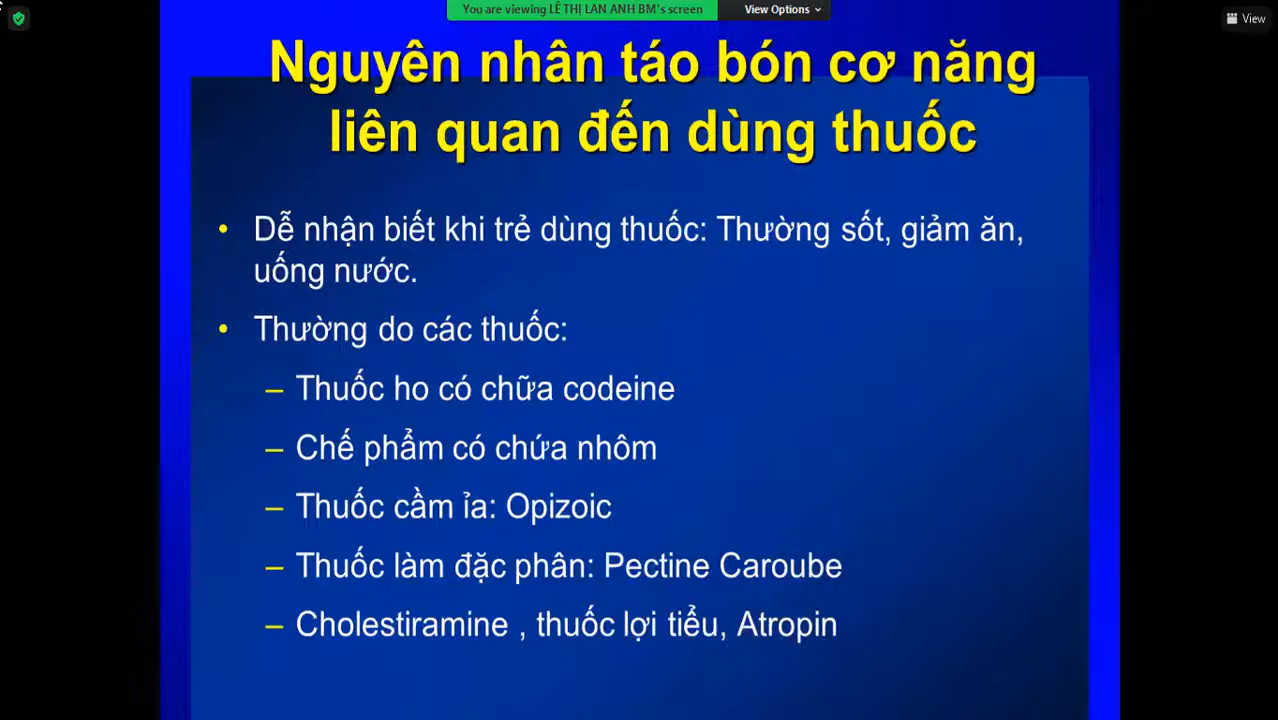 You are viewing LÊ THỊ LAN ANH BM's screen
View Options
View
Nguyên nhân táo bón cơ năng
liên quan đến dùng thuốc
• Dễ nhận biết khi trẻ dùng thuốc: Thường sốt, giảm ăn,
uống nước.
• Thường do các thuốc:
– Thuốc ho có chữa codeine
– Chế phẩm có chứa nhôm
– Thuốc cầm ỉa: Opizoic
– Thuốc làm đặc phân: Pectine Caroube
– Cholestiramine , thuốc lợi tiểu, Atropin